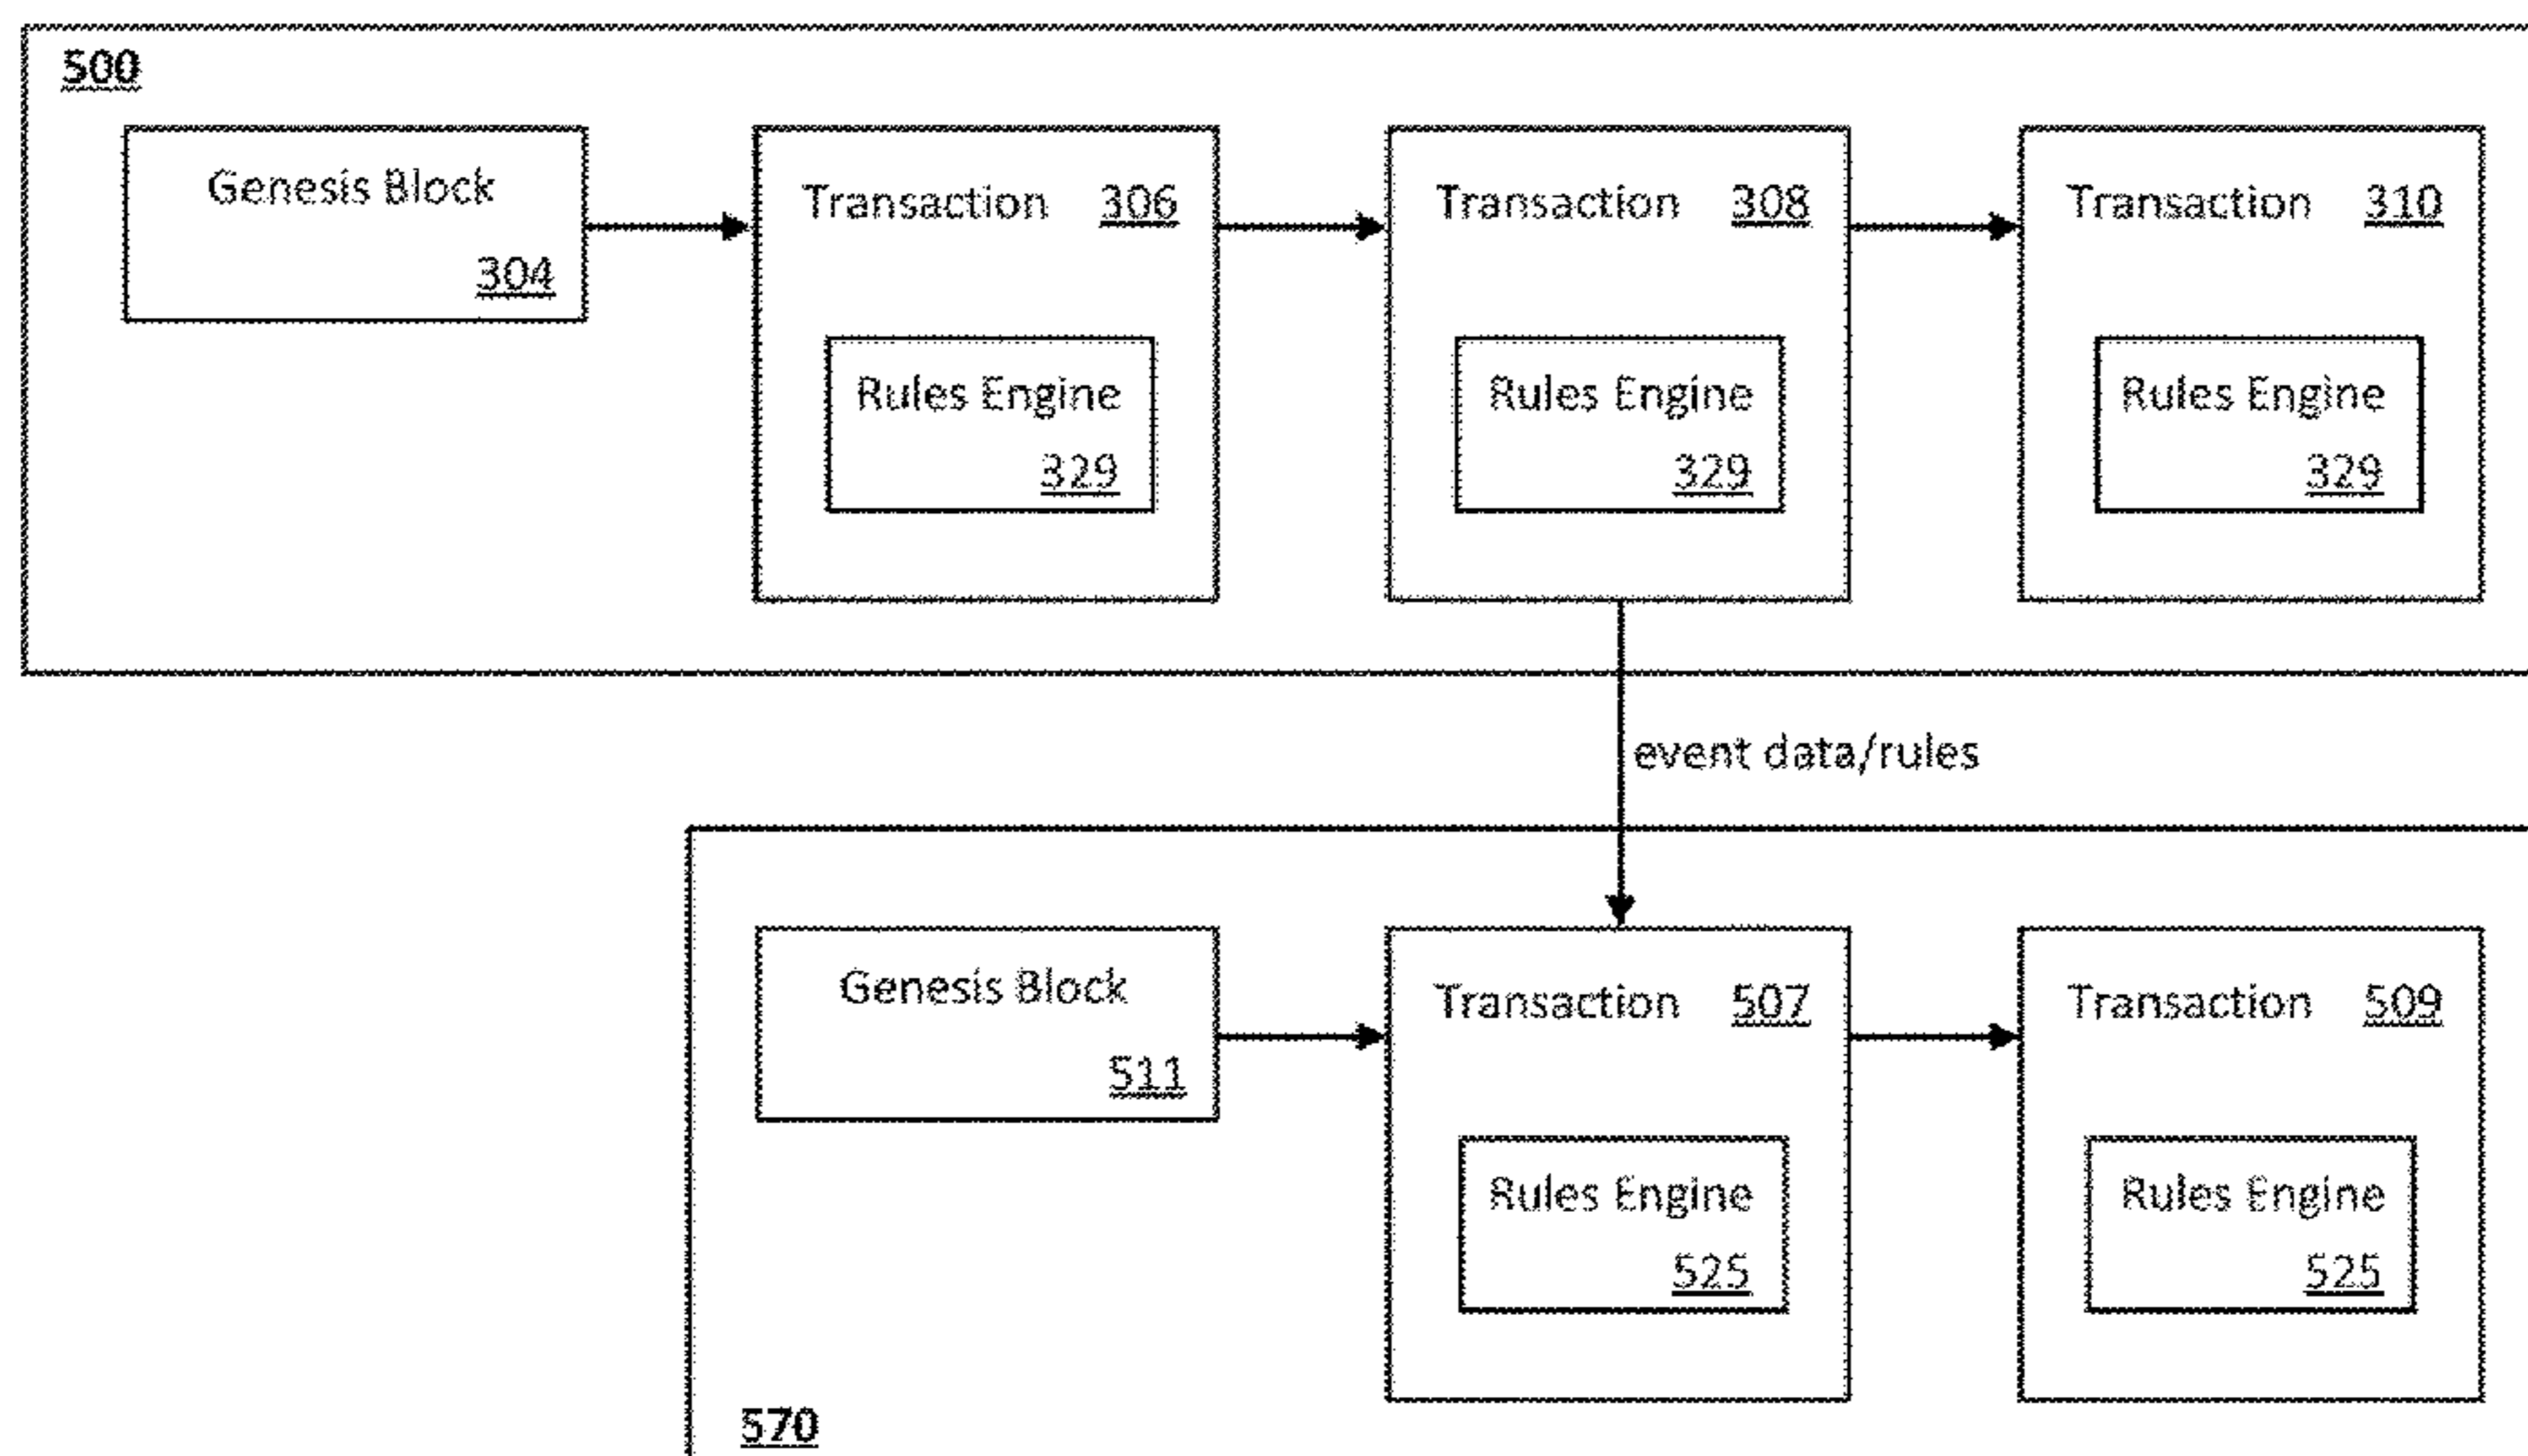 500
Genesis Block
304
Transaction 306
Rules Engine
329
Transaction 308
Rules Engine
329
Transaction 310
Rules Engine
329
event data/rules
Genesis Block
511
Transaction 507
Rules Engine
525
Transaction 509
Rules Engine
525
570